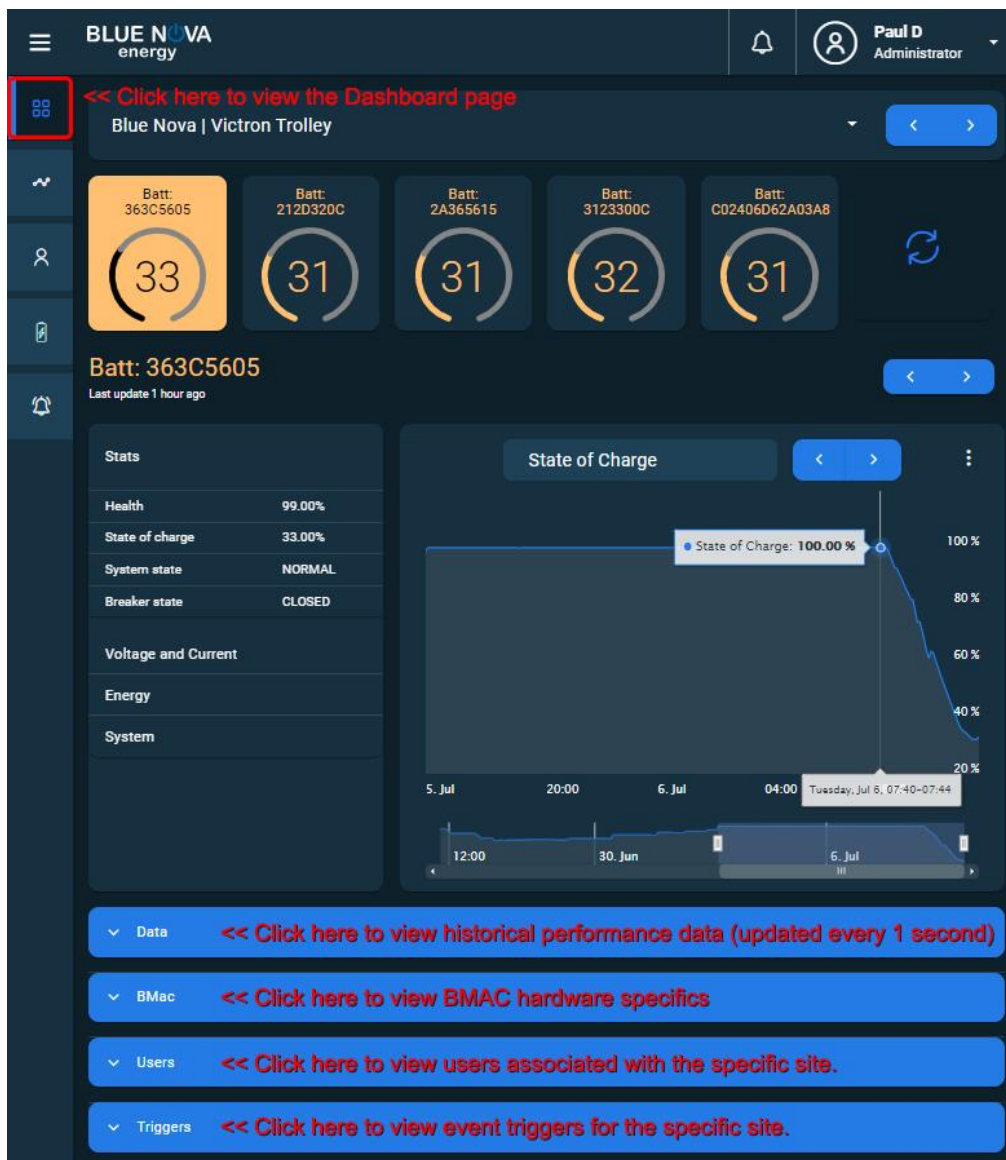 BLUE NOVA
energy
Paul D
Administrator
<< Click here to view the Dashboard page
Blue Nova | Victron Trolley
Batt:
363C5605
33
Batt:
212D320C
31
Batt:
2A365615
31
Batt:
3123300C
32
Batt:
C02406D62A03A8
31
Batt: 363C5605
Last update 1 hour ago
Stats
Health 99.00%
State of charge 33.00%
System state NORMAL
Breaker state CLOSED
Voltage and Current
Energy
System
State of Charge
State of Charge: 100.00 %
100 %
80 %
60 %
40 %
20 %
5. Jul 20:00 6. Jul 04:00
Tuesday, Jul 6, 07:40-07:44
12:00 30. Jun 6. Jul
Data << Click here to view historical performance data (updated every 1 second)
BMac << Click here to view BMAC hardware specifics
Users << Click here to view users associated with the specific site.
Triggers << Click here to view event triggers for the specific site.